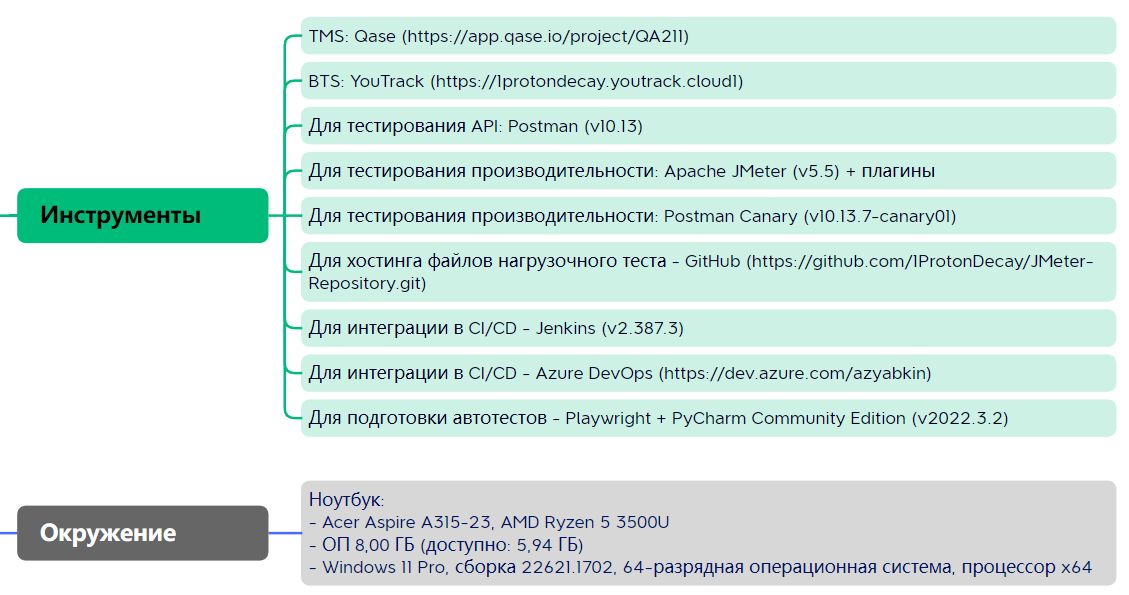 TMS: Qase (https://app.qase.io/project/QA211)
BTS: YouTrack (https://1protondecay.youtrack.cloud1)
Для тестирования API: Postman (v10.13)
Для тестирования производительности: Apache JMeter (v5.5) + плагины
Инструменты
Для тестирования производительности: Postman Canary (v10.13.7-canary01)
Для хостинга файлов нагрузочного теста - GitHub (https://github.com/1ProtonDecay/JMeter-
Repository.git)
Для интеграции в CI/CD - Jenkins (v2.387.3)
Для интеграции в CI/CD - Azure DevOps (https://dev.azure.com/azyabkin)
Для подготовки автотестов - Playwright + PyCharm Community Edition (v2022.3.2)
Окружение
Ноутбук:
- Acer Aspire A315-23, AMD Ryzen 5 3500U
- ОП 8,00 ГБ (доступно: 5,94 ГБ)
- Windows 11 Pro, сборка 22621.1702, 64-разрядная операционная система, процессор x64